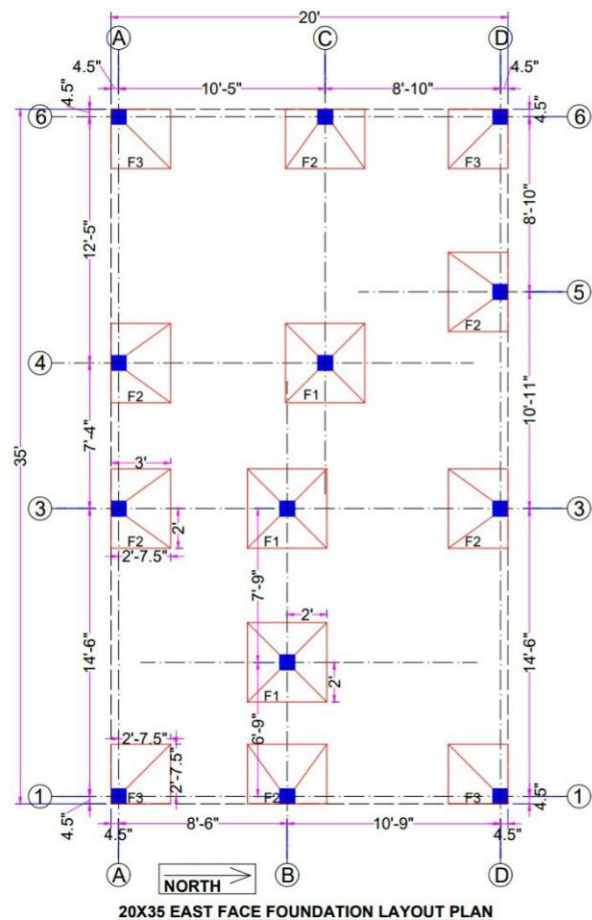 20'
A C D
4.5" 4.5"
10'-5" 8'-10"
4.5" 4.5"
6 6
F3 F2 F3
12'-5" 8'-10"
5
F2
4
F2 F1
35' 7'-4" 10'-11"
3'
3 3
F2 F1 F2
2'
2'-7.5"
7'-9"
14'-6" 14'-6"
2'
2'
F1
6'-9"
2'-7.5"
2'-7.5"
1 1
F3 F2 F3
4.5" 4.5"
4.5" 8'-6" 10'-9" 4.5"
A B D
NORTH
20X35 EAST FACE FOUNDATION LAYOUT PLAN